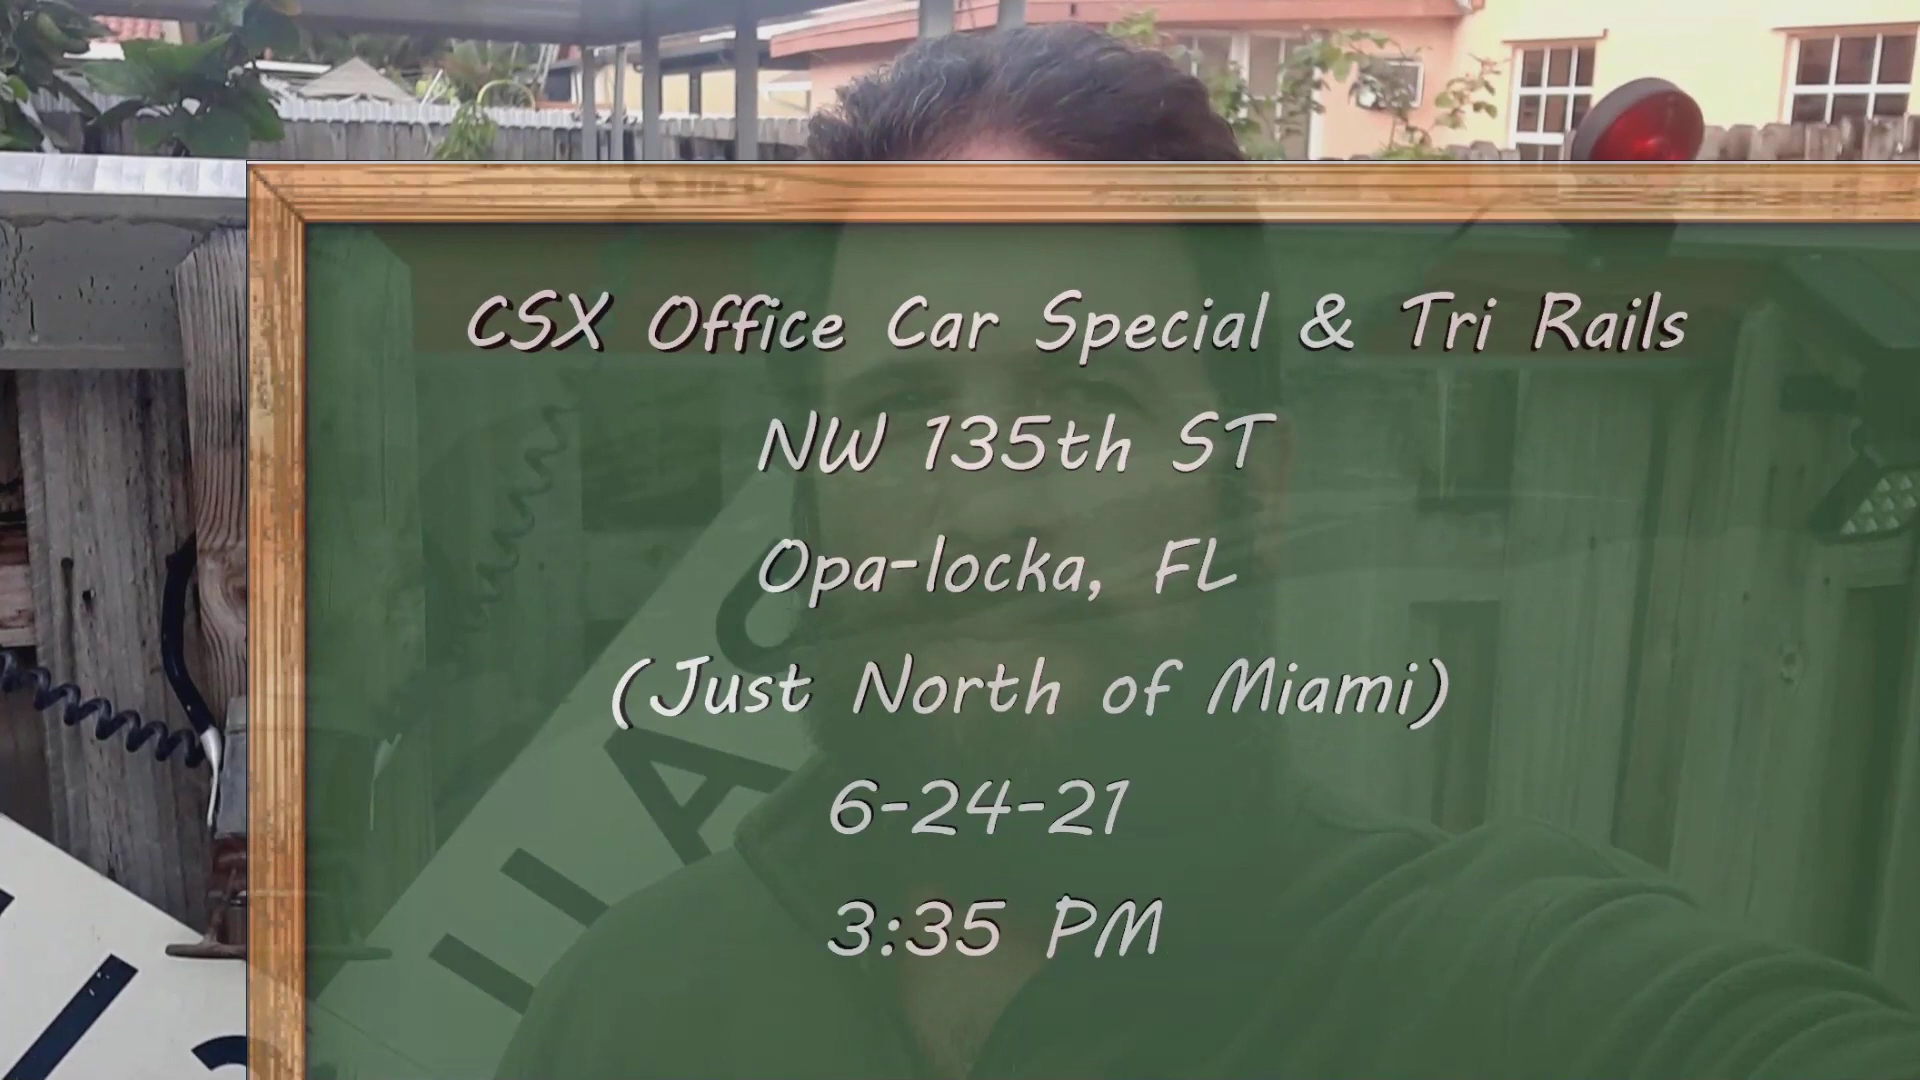 CSX Office Car Special & Tri Rails
NW 135th ST
Opa-locka, FL
(Just North of Miami)
6-24-21
3:35 PM